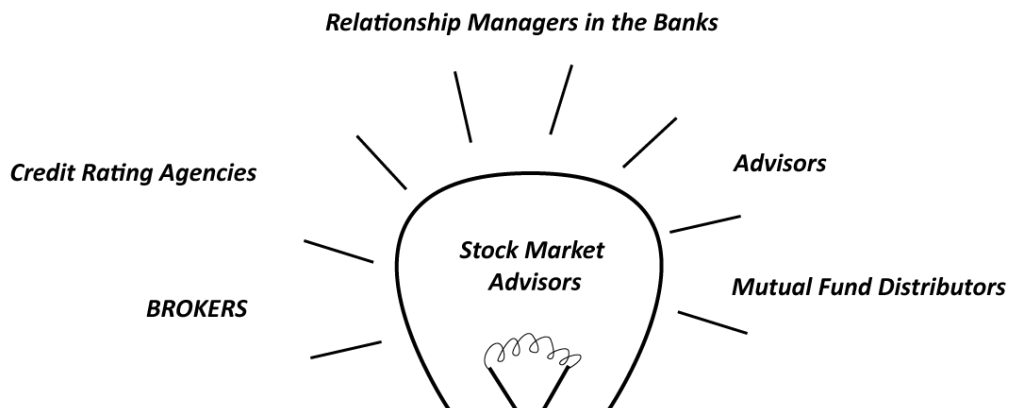 Relationship Managers in the Banks
Credit Rating Agencies
Advisors
Stock Market
Advisors
Mutual Fund Distributors
BROKERS